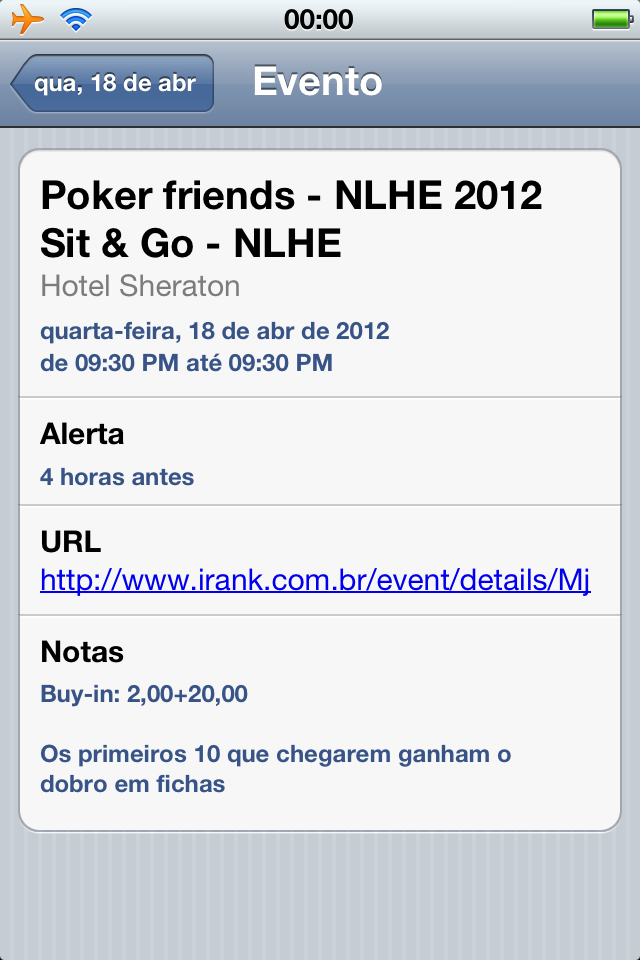 00:00
qua, 18 de abr
Evento
Poker friends - NLHE 2012
Sit & Go - NLHE
Hotel Sheraton
quarta-feira, 18 de abr de 2012
de 09:30 PM até 09:30 PM
Alerta
4 horas antes
URL
http://www.irank.com.br/event/details/Mj
Notas
Buy-in: 2,00+20,00
Os primeiros 10 que chegarem ganham o
dobro em fichas